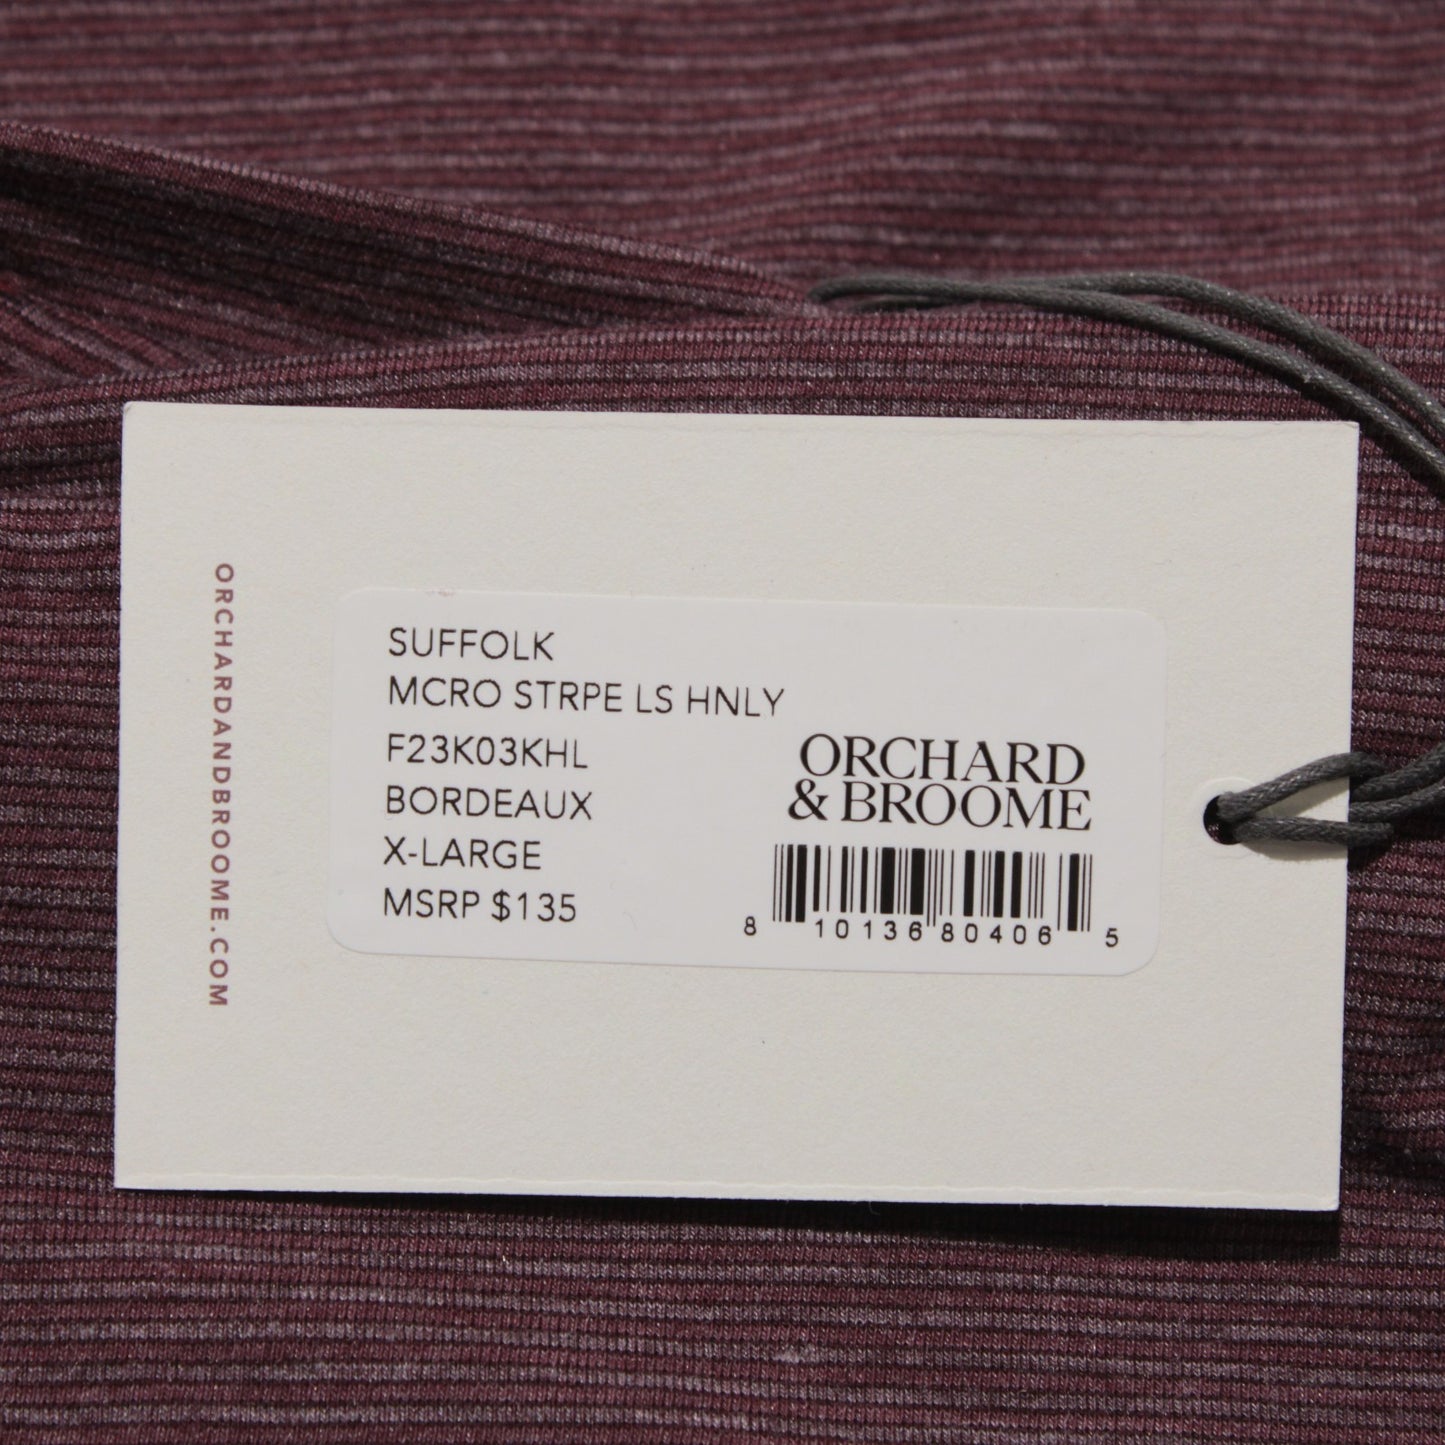 ORCHARDANDBROOME.COM
SUFFOLK
MCRO STRPE LS HNLY
F23K03KHL
BORDEAUX
X-LARGE
MSRP $135
ORCHARD
& BROOME
8 10136 80406 5